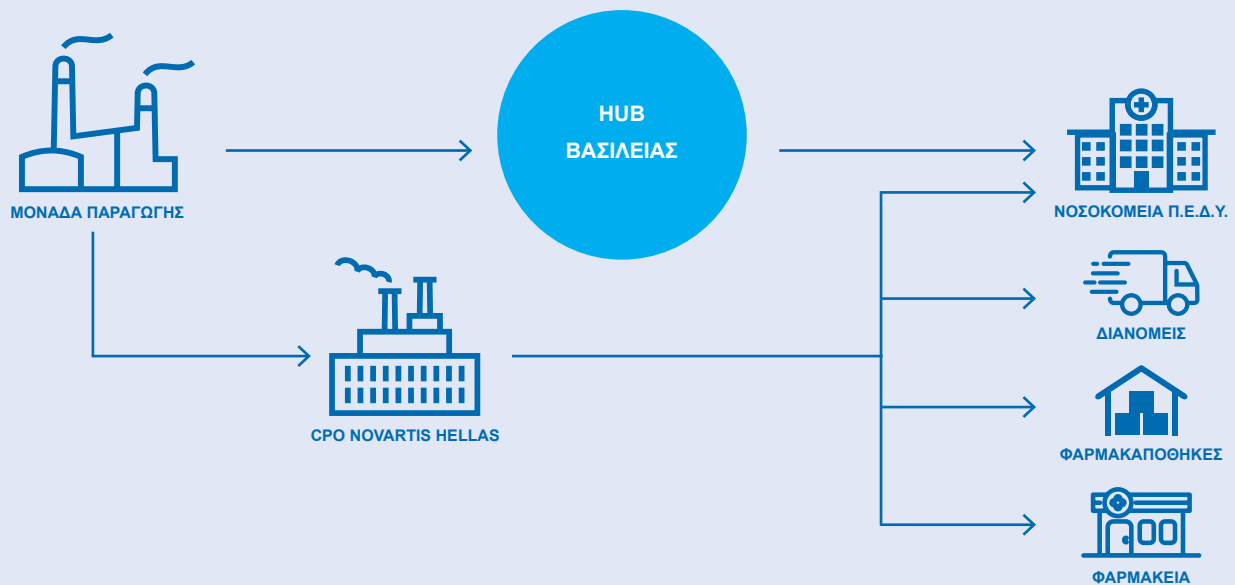 HUB
ΒΑΣΙΛΕΙΑΣ
ΜΟΝΑΔΑ ΠΑΡΑΓΩΓΗΣ
ΝΟΣΟΚΟΜΕΙΑ Π.Ε.Δ.Υ.
ΔΙΑΝΟΜΕΙΣ
CPO NOVARTIS HELLAS
ΦΑΡΜΑΚΑΠΟΘΗΚΕΣ
ΦΑΡΜΑΚΕΙΑ